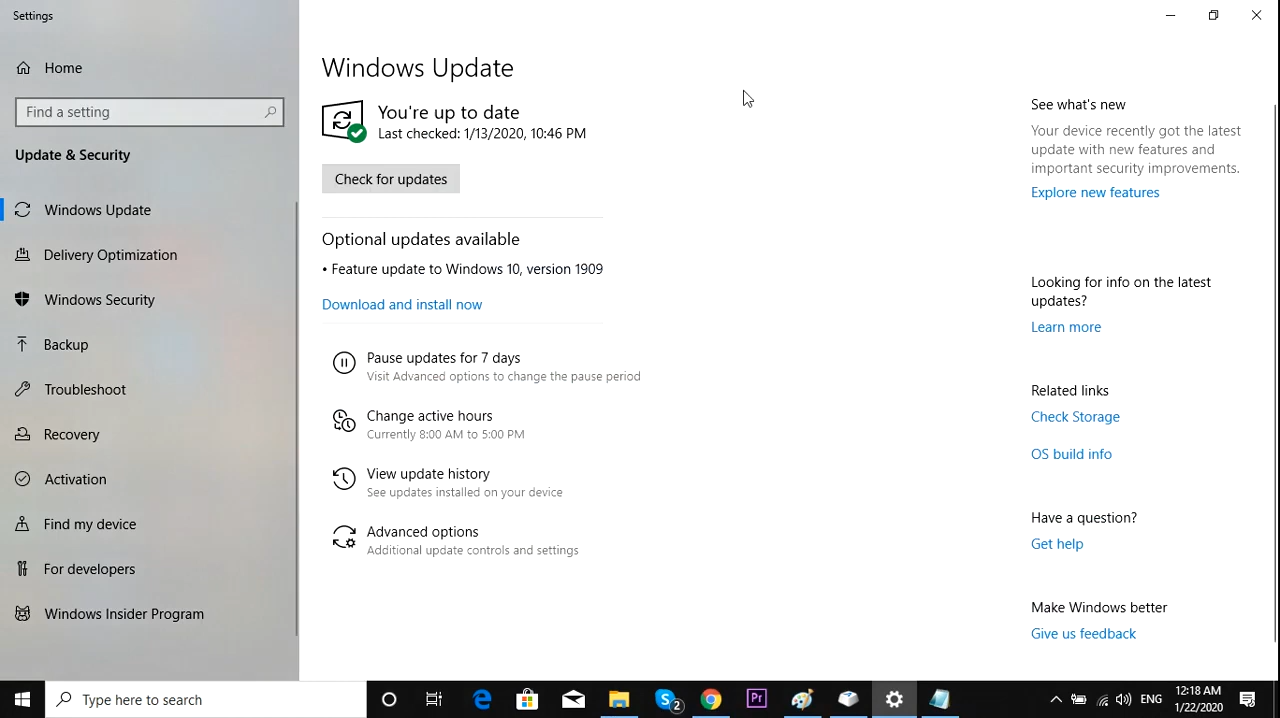 Settings
Home
Find a setting
Update & Security
Windows Update
Delivery Optimization
Windows Security
Backup
Troubleshoot
Recovery
Activation
Find my device
For developers
Windows Insider Program
Windows Update
You're up to date
Last checked: 1/13/2020, 10:46 PM
Check for updates
Optional updates available
• Feature update to Windows 10, version 1909
Download and install now
Pause updates for 7 days
Visit Advanced options to change the pause period
Change active hours
Currently 8:00 AM to 5:00 PM
View update history
See updates installed on your device
Advanced options
Additional update controls and settings
See what's new
Your device recently got the latest
update with new features and
important security improvements.
Explore new features
Looking for info on the latest
updates?
Learn more
Related links
Check Storage
OS build info
Have a question?
Get help
Make Windows better
Give us feedback
Type here to search
2
Pr
ENG
12:18 AM
1/22/2020